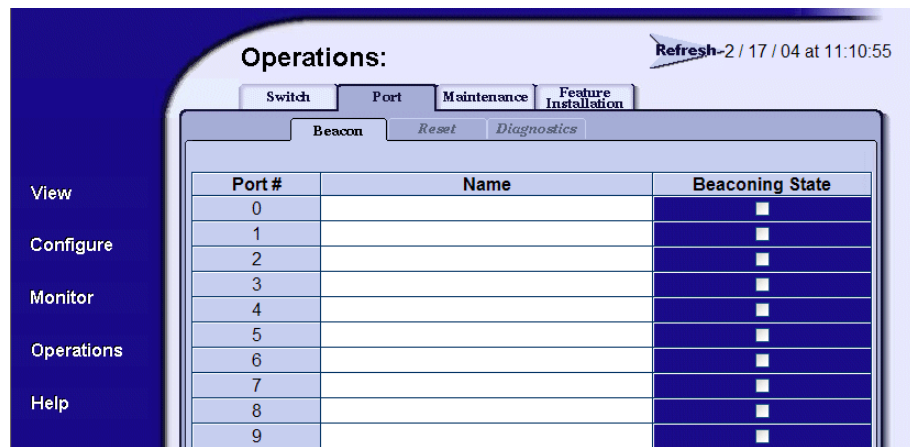 Operations:
Refresh-2 / 17 / 04 at 11:10:55
Switch Port Maintenance Feature Installation
Beacon Reset Diagnostics
View
Configure
Monitor
Operations
Help
Port # Name Beaconing State
0
1
2
3
4
5
6
7
8
9